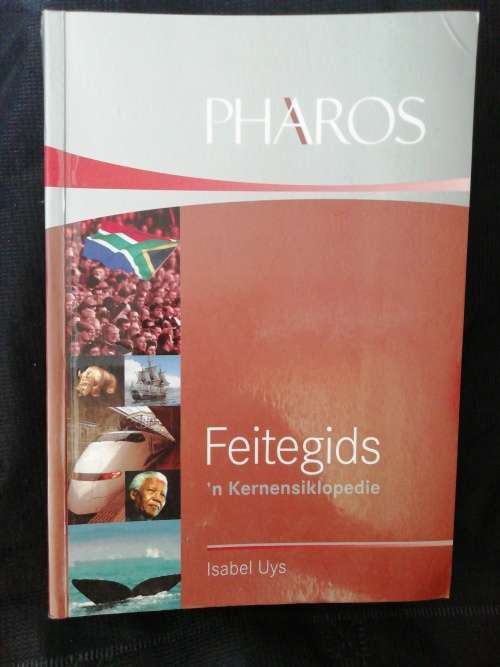 PHAROS
Feitegids
'n Kernensiklopedie
Isabel Uys